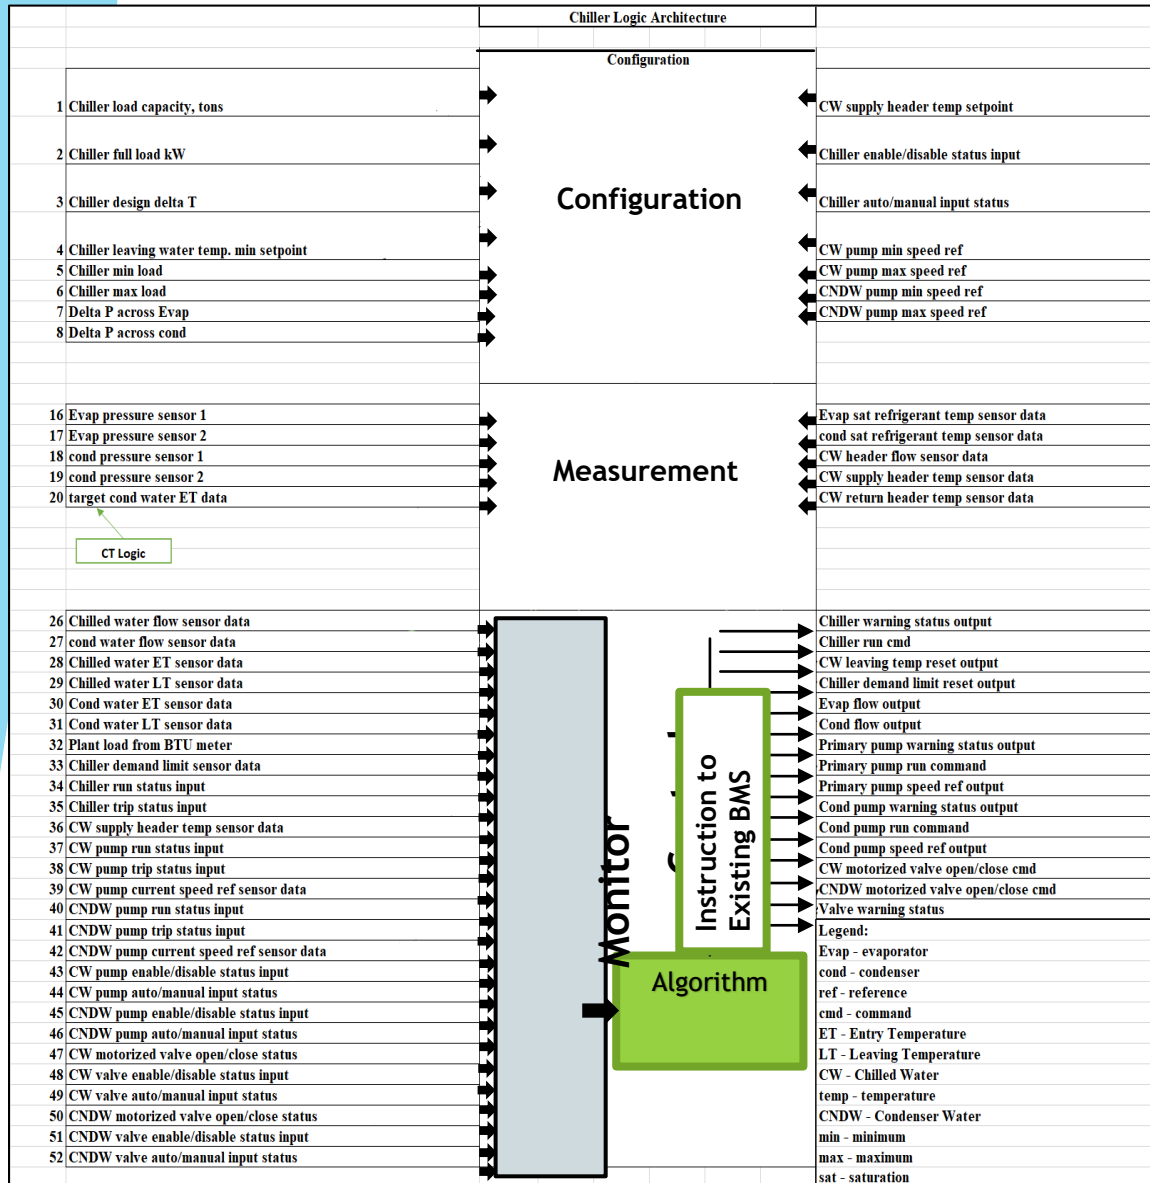 Chiller Logic Architecture
Configuration
1 Chiller load capacity, tons
CW supply header temp setpoint
2 Chiller full load kW
Chiller enable/disable status input
3 Chiller design delta T
Configuration
Chiller auto/manual input status
4 Chiller leaving water temp. min setpoint
CW pump min speed ref
5 Chiller min load
CW pump max speed ref
6 Chiller max load
CNDW pump min speed ref
7 Delta P across Evap
CNDW pump max speed ref
8 Delta P across cond
16 Evap pressure sensor 1
Evap sat refrigerant temp sensor data
17 Evap pressure sensor 2
cond sat refrigerant temp sensor data
18 cond pressure sensor 1
CW header flow sensor data
19 cond pressure sensor 2
Measurement
CW supply header temp sensor data
20 target cond water ET data
CW return header temp sensor data
CT Logic
26 Chilled water flow sensor data
Chiller warning status output
27 cond water flow sensor data
Chiller run cmd
28 Chilled water ET sensor data
CW leaving temp reset output
29 Chilled water LT sensor data
Chiller demand limit reset output
30 Cond water ET sensor data
Evap flow output
31 Cond water LT sensor data
Cond flow output
32 Plant load from BTU meter
Primary pump warning status output
33 Chiller demand limit sensor data
Primary pump run command
34 Chiller run status input
Primary pump speed ref output
35 Chiller trip status input
Cond pump warning status output
36 CW supply header temp sensor data
Cond pump run command
37 CW pump run status input
Cond pump speed ref output
38 CW pump trip status input
CW motorized valve open/close cmd
39 CW pump current speed ref sensor data
CNDW motorized valve open/close cmd
40 CNDW pump run status input
Valve warning status
Monitor
Instruction to
Existing BMS
41 CNDW pump trip status input
Legend:
42 CNDW pump current speed ref sensor data
Evap - evaporator
43 CW pump enable/disable status input
cond - condenser
Algorithm
44 CW pump auto/manual input status
ref - reference
45 CNDW pump enable/disable status input
cmd - command
46 CNDW pump auto/manual input status
ET - Entry Temperature
47 CW motorized valve open/close status
LT - Leaving Temperature
48 CW valve enable/disable status input
CW - Chilled Water
49 CW valve auto/manual input status
temp - temperature
50 CNDW motorized valve open/close status
CNDW - Condenser Water
51 CNDW valve enable/disable status input
min - minimum
52 CNDW valve auto/manual input status
max - maximum
sat - saturation